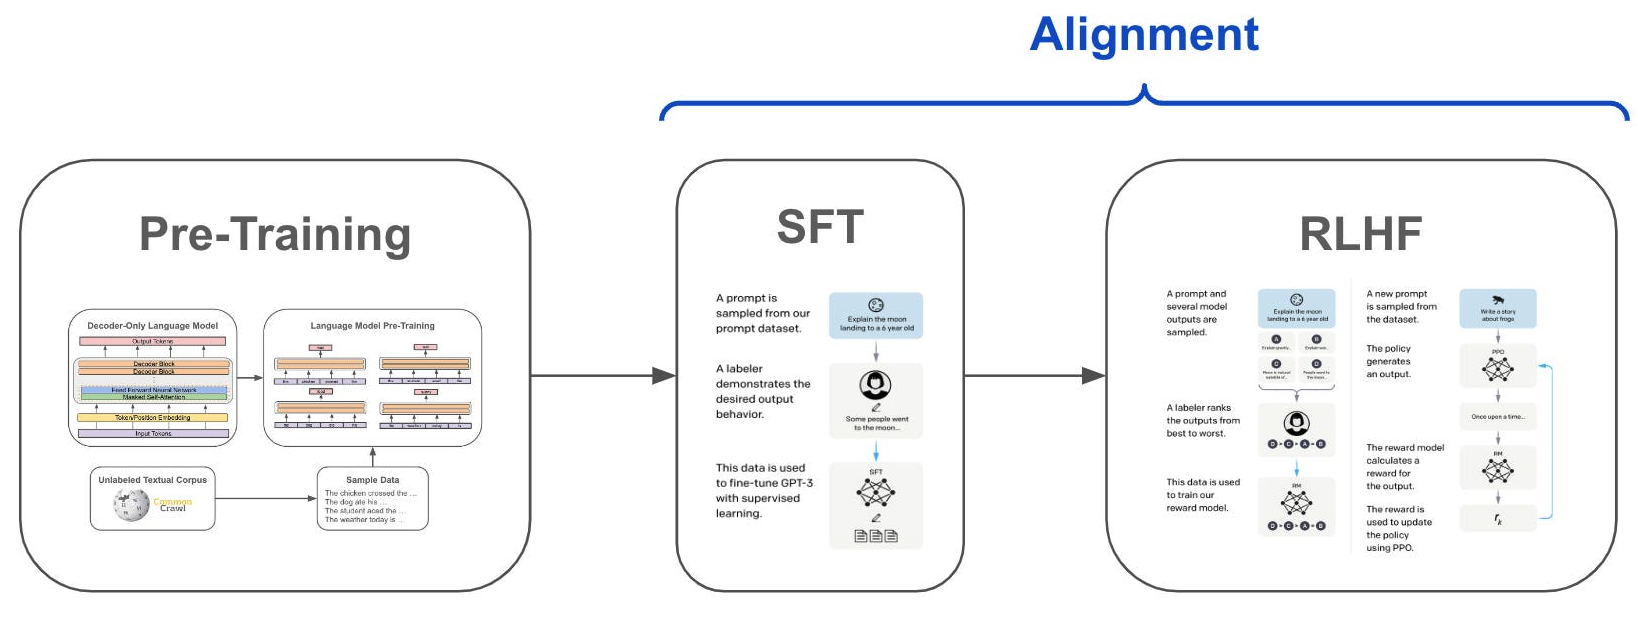 Alignment
Pre-Training
Decoder-Only Language Model
Output Tokens
Decoder Block
Decoder Block
Feed Forward Neural Network
Masked Self-Attention
Token/Position Embedding
Input Tokens
Language Model Pre-Training
Unlabeled Textual Corpus
Common
Crawl
Sample Data
The chicken crossed the ...
The dog ate his ...
The student aced the ...
The weather today is ...
SFT
A prompt is
sampled from our
prompt dataset.
Explain the moon
landing to a 6 year old
A labeler
demonstrates the
desired output
behavior.
Some people went
to the moon...
This data is used
to fine-tune GPT-3
with supervised
learning.
SFT
RLHF
A prompt and
several model
outputs are
sampled.
Explain the moon
landing to a 6 year old
A
B
C
D
A labeler ranks
the outputs from
best to worst.
D > C > A = B
This data is used
to train our
reward model.
RM
D > C > A = B
A new prompt
is sampled from
the dataset.
Write a story
about frogs
The policy
generates
an output.
PPO
Once upon a time...
The reward model
calculates a
reward for
the output.
RM
The reward is
used to update
the policy
using PPO.
rk